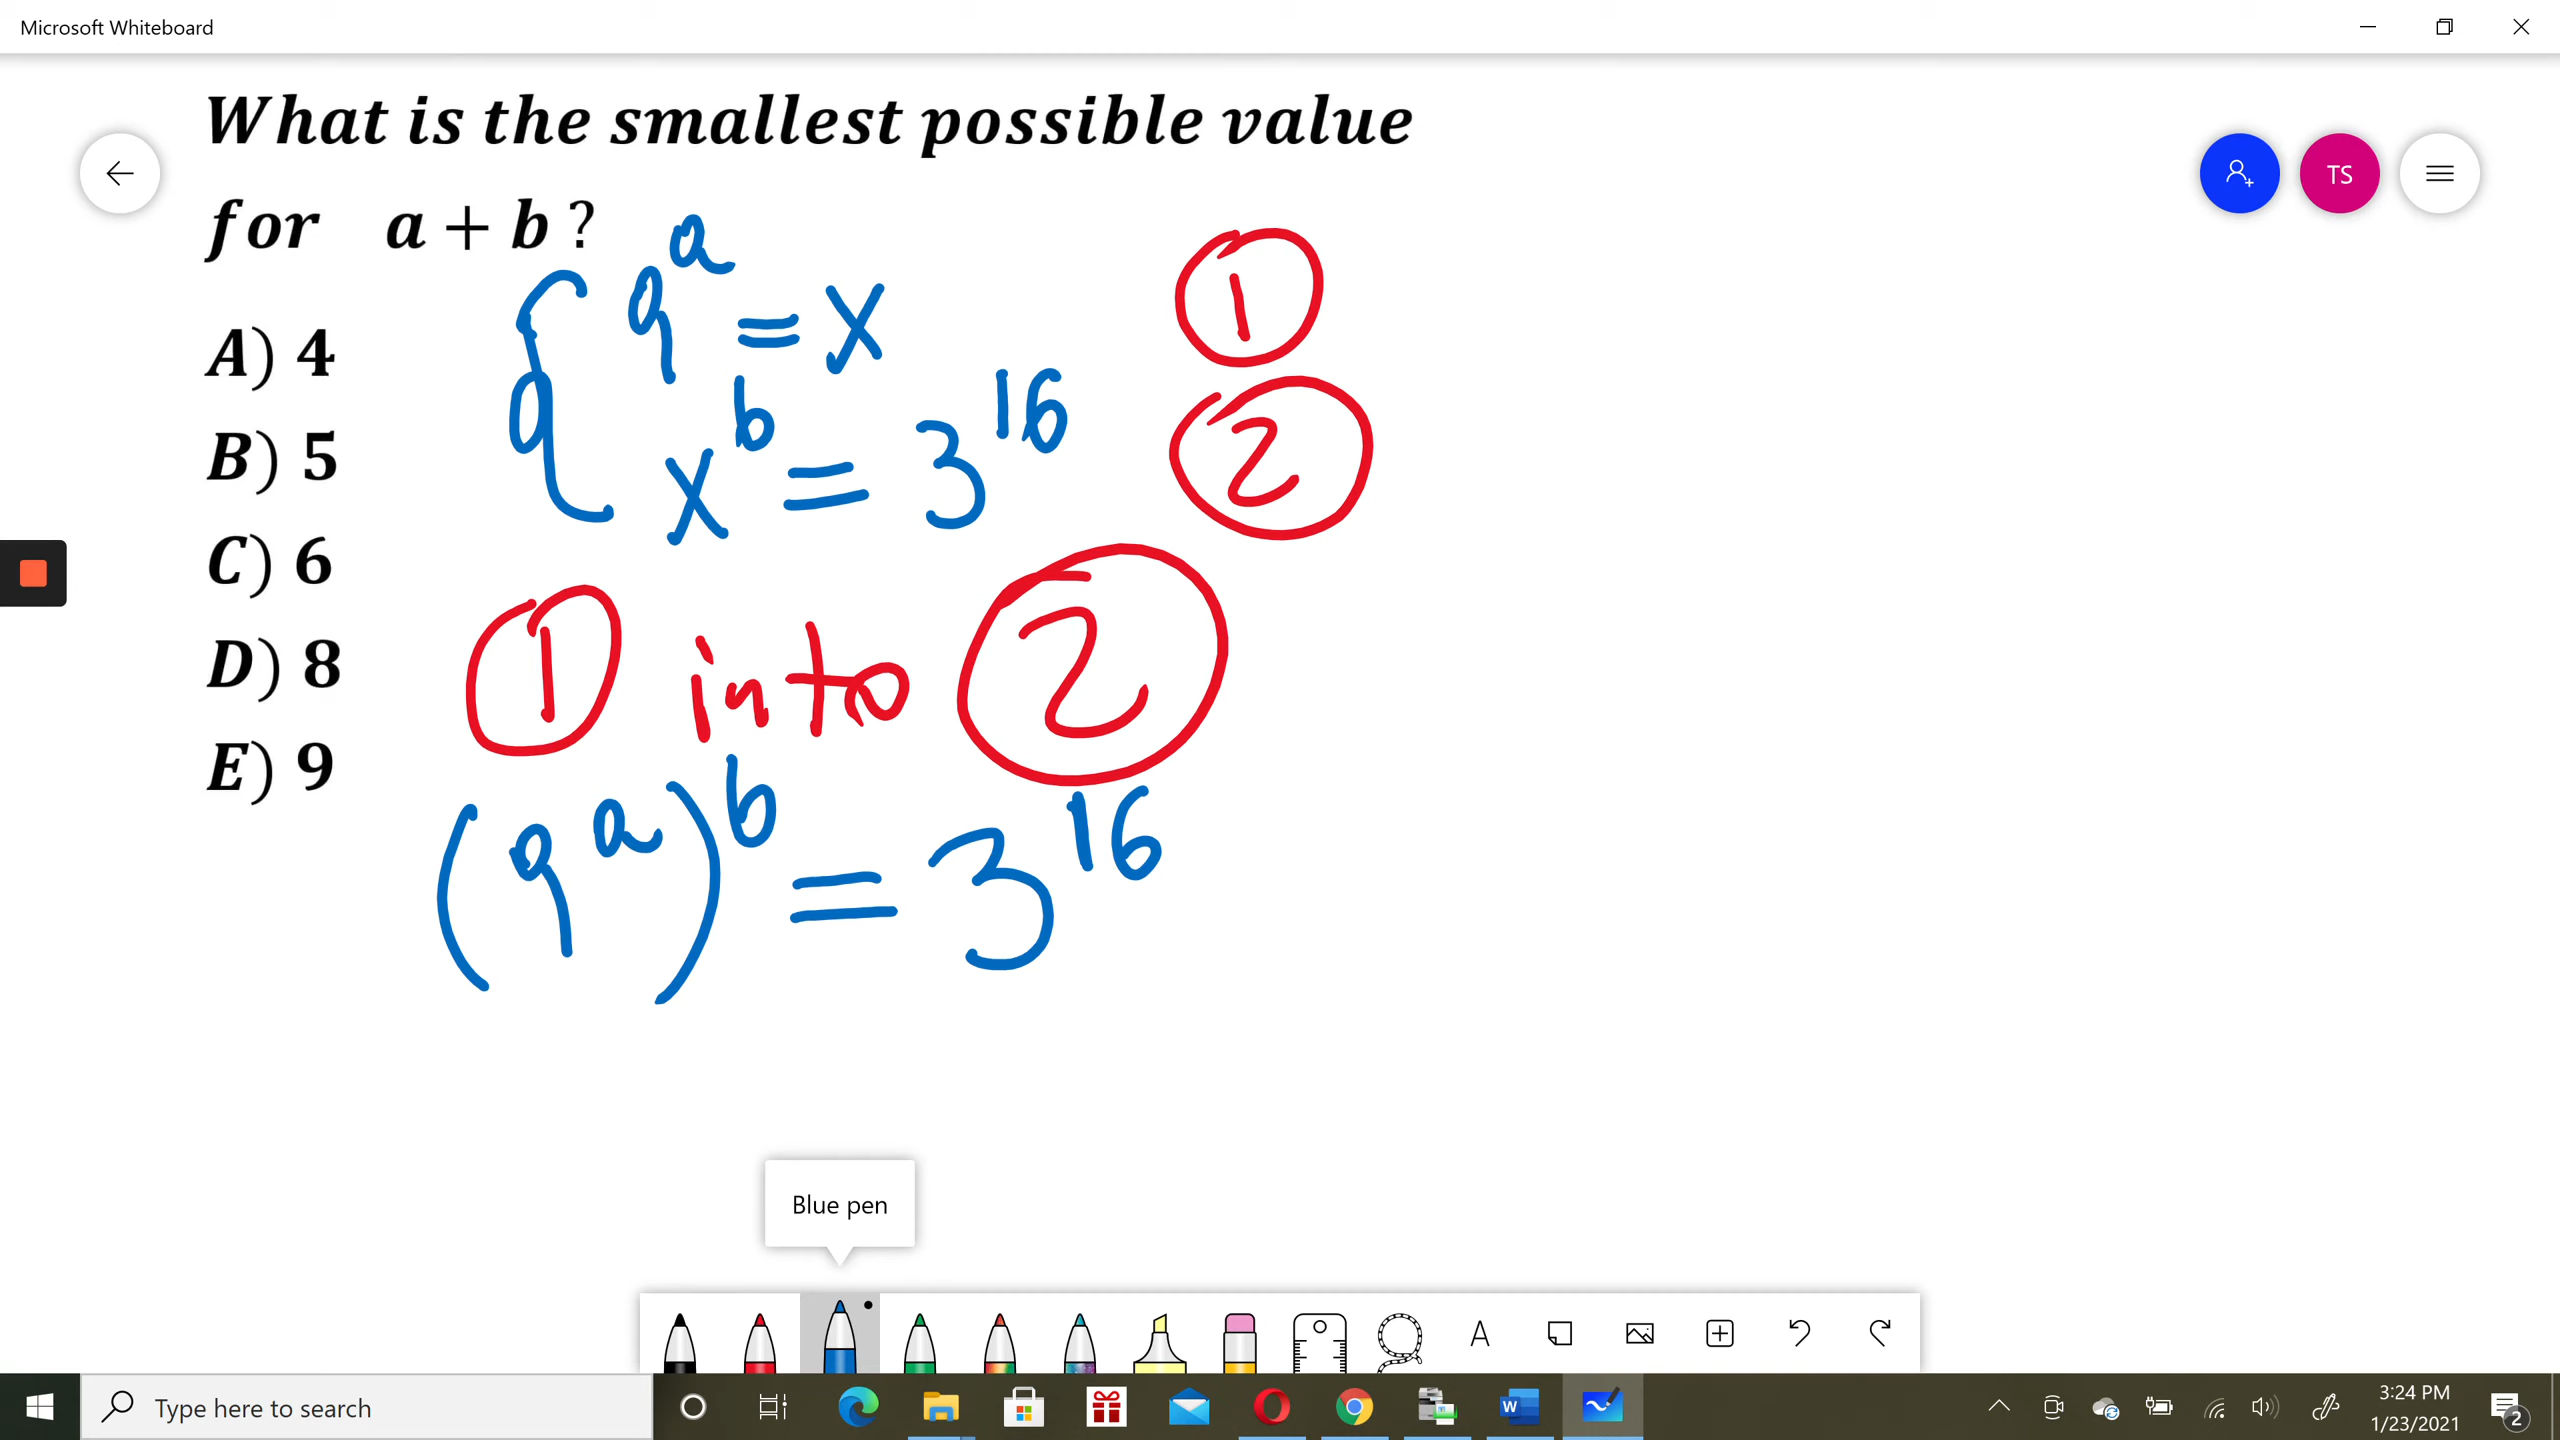 Microsoft Whiteboard
What is the smallest possible value
for a + b ?
TS
9^a = x
1
A) 4
x^b = 3^16
2
B) 5
C) 6
1 into 2
D) 8
E) 9
(9^a)^b = 3^16
Blue pen
A
Type here to search
W
3:24 PM
1/23/2021
2